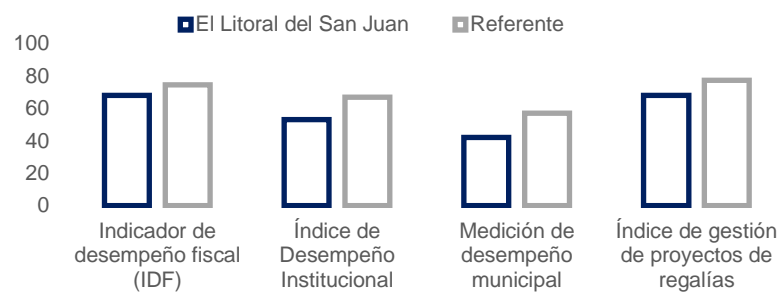 El Litoral del San Juan Referente
100
80
60
40
20
0
Indicador de
desempeño fiscal
(IDF)
Índice de
Desempeño
Institucional
Medición de
desempeño
municipal
Índice de gestión
de proyectos de
regalías